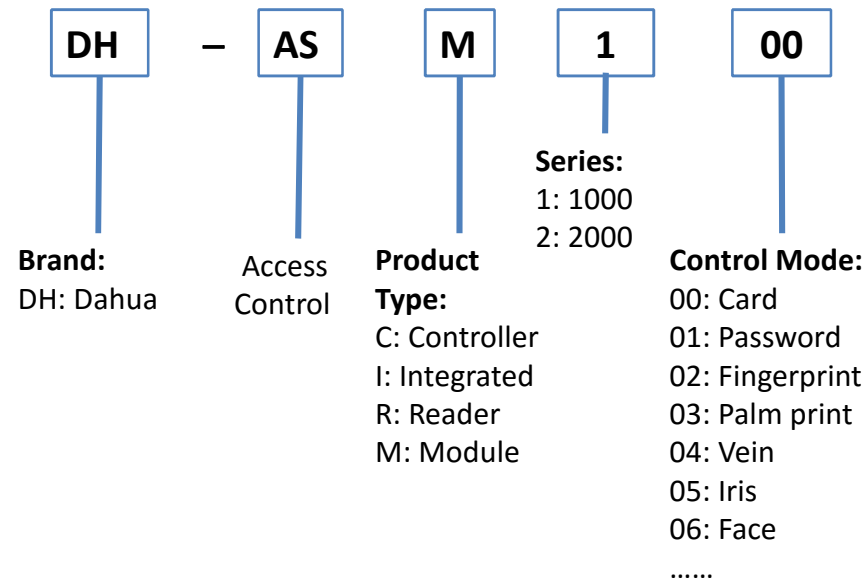 DH – AS M 1 00
Series:
1: 1000
2: 2000
Brand:
DH: Dahua
Access
Control
Product
Type:
C: Controller
I: Integrated
R: Reader
M: Module
Control Mode:
00: Card
01: Password
02: Fingerprint
03: Palm print
04: Vein
05: Iris
06: Face
……